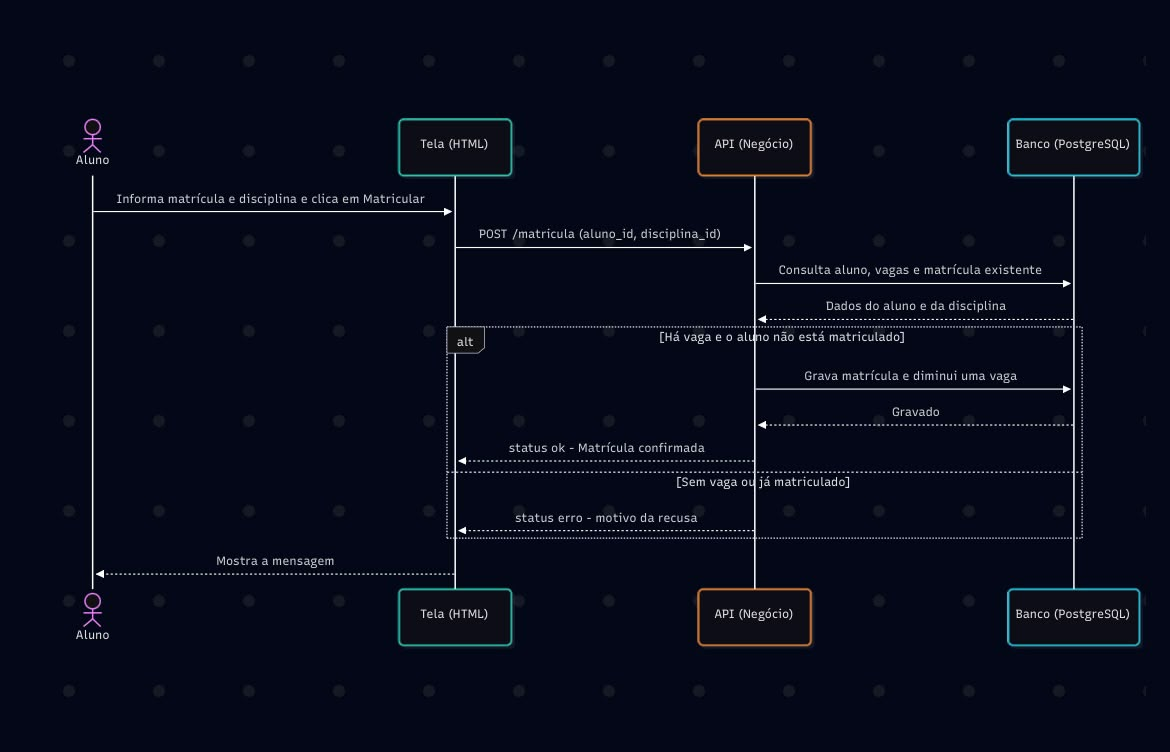 Aluno
Tela (HTML)
API (Negócio)
Banco (PostgreSQL)
Informa matrícula e disciplina e clica em Matricular
POST /matricula (aluno_id, disciplina_id)
Consulta aluno, vagas e matrícula existente
Dados do aluno e da disciplina
alt
[Há vaga e o aluno não está matriculado]
Grava matrícula e diminui uma vaga
Gravado
status ok - Matrícula confirmada
[Sem vaga ou já matriculado]
status erro - motivo da recusa
Mostra a mensagem
Aluno
Tela (HTML)
API (Negócio)
Banco (PostgreSQL)